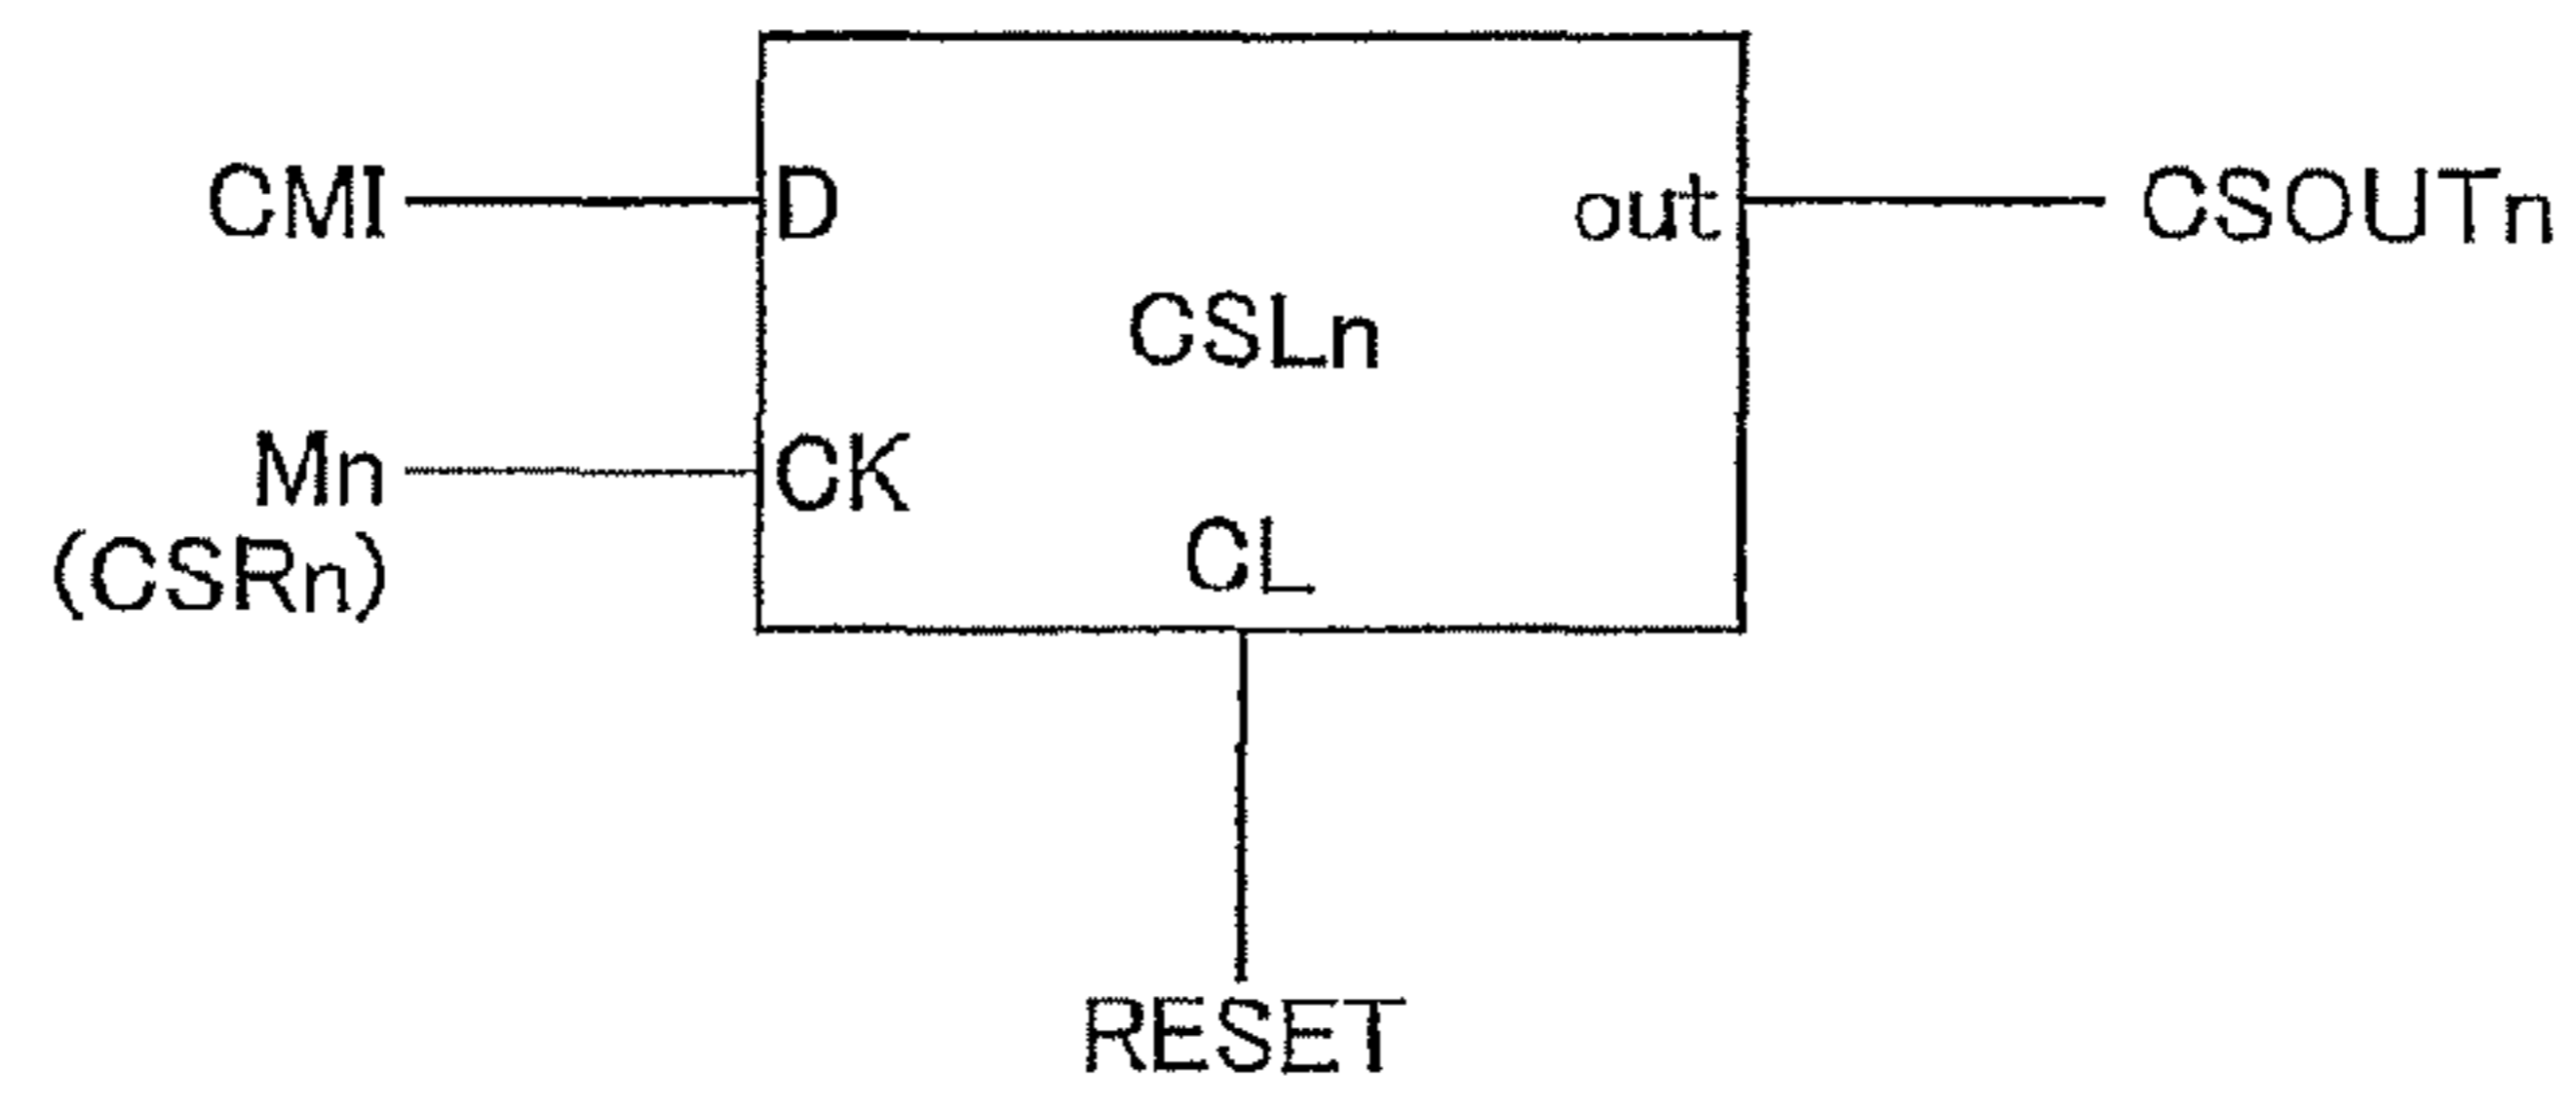 CMI
D
out
CSOUTn
CSLn
Mn
CK
(CSRn)
CL
RESET